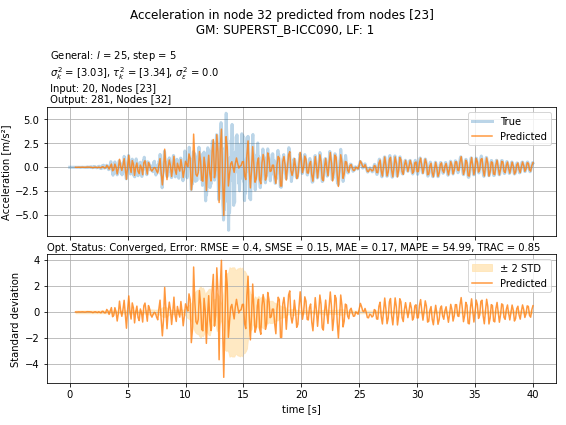 Acceleration in node 32 predicted from nodes [23]
GM: SUPERST_B-ICC090, LF: 1
General: l = 25, step = 5
σ²ₖ = [3.03], τ²ₖ = [3.34], σ²ε = 0.0
Input: 20, Nodes [23]
Output: 281, Nodes [32]
Acceleration [m/s²]
5.0
2.5
0.0
−2.5
−5.0
True
Predicted
Opt. Status: Converged, Error: RMSE = 0.4, SMSE = 0.15, MAE = 0.17, MAPE = 54.99, TRAC = 0.85
Standard deviation
4
2
0
−2
−4
± 2 STD
Predicted
0 5 10 15 20 25 30 35 40
time [s]